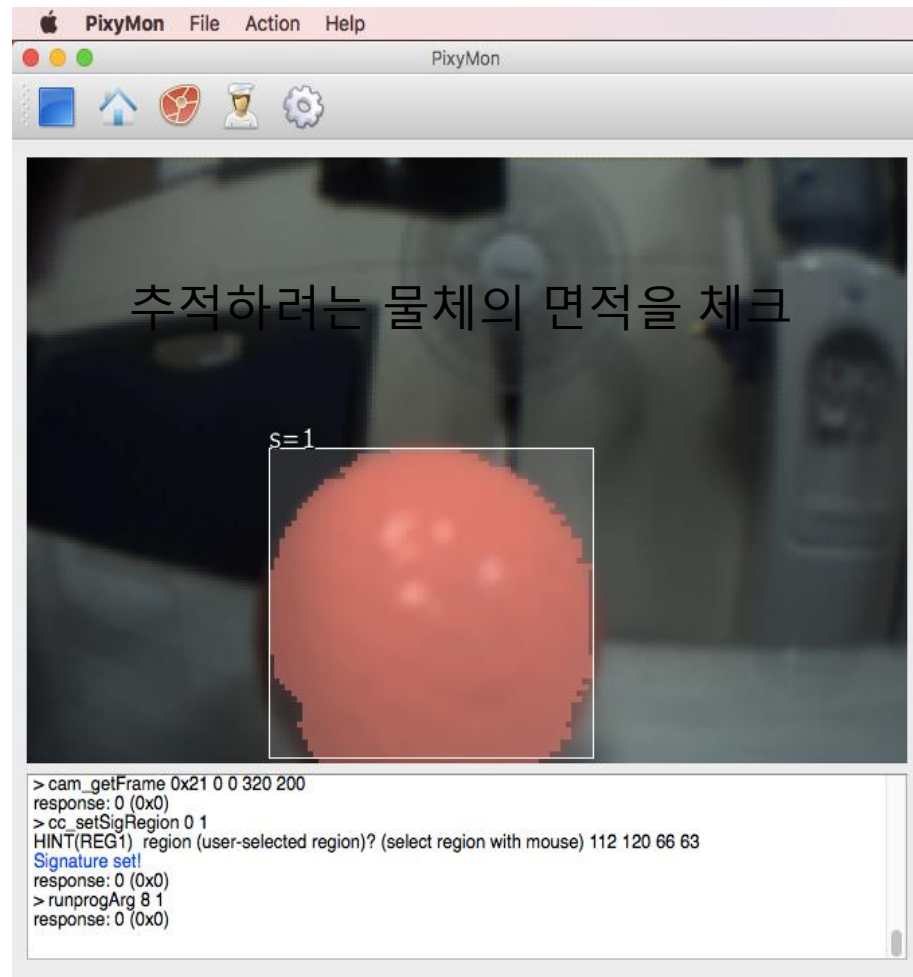 PixyMon File Action Help
PixyMon
추적하려는 물체의 면적을 체크
s=1
> cam_getFrame 0x21 0 0 320 200
response: 0 (0x0)
> cc_setSigRegion 0 1
HINT(REG1) region (user-selected region)? (select region with mouse) 112 120 66 63
Signature set!
response: 0 (0x0)
> runprogArg 8 1
response: 0 (0x0)